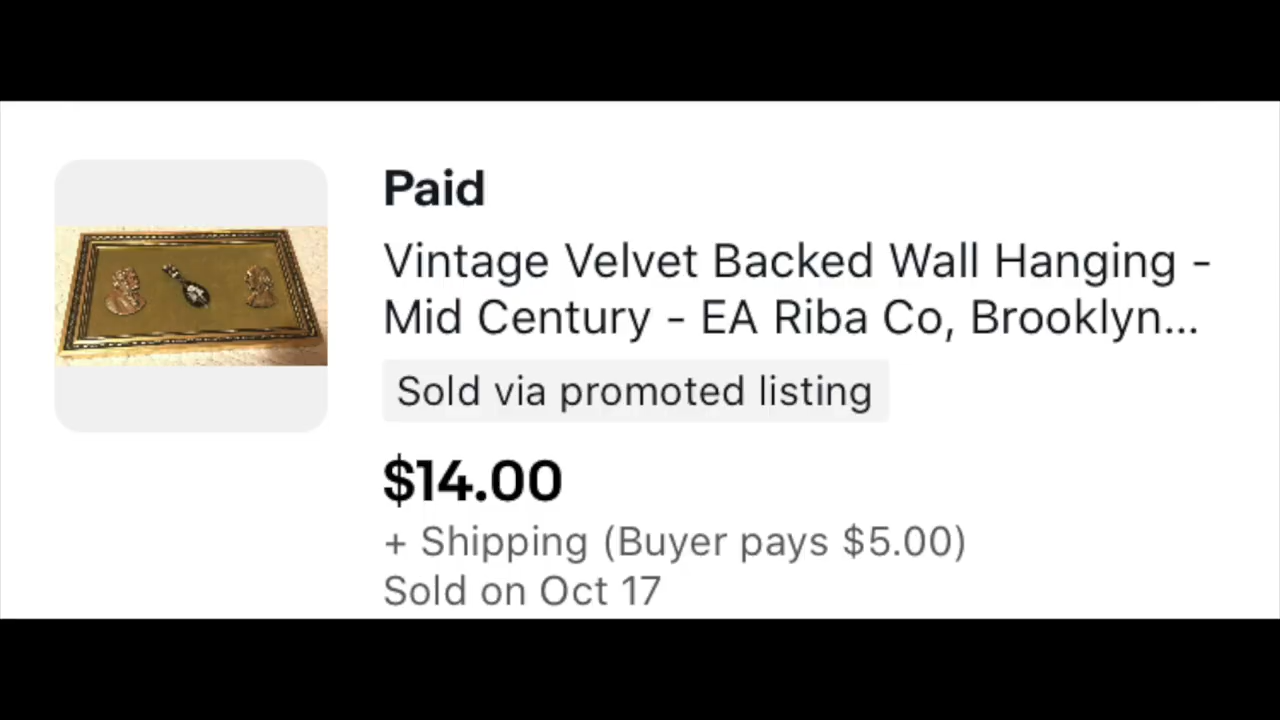 Paid
Vintage Velvet Backed Wall Hanging -
Mid Century - EA Riba Co, Brooklyn...
Sold via promoted listing
$14.00
+ Shipping (Buyer pays $5.00)
Sold on Oct 17